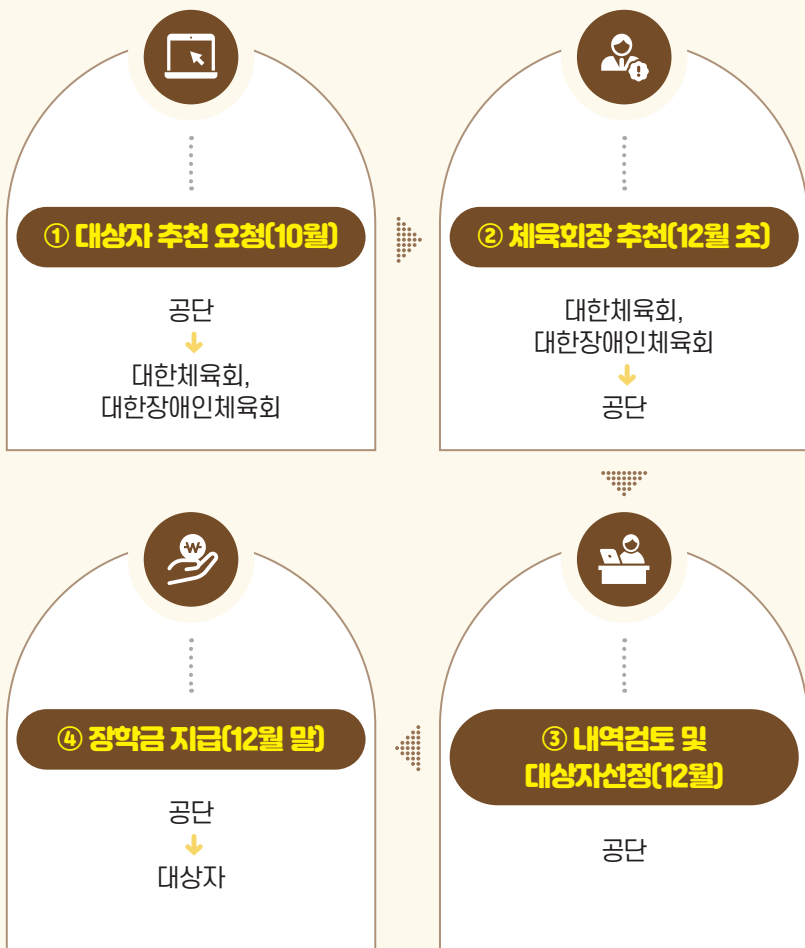 ① 대상자 추천 요청(10월)
공단
대한체육회,
대한장애인체육회
② 체육회장 추천(12월 초)
대한체육회,
대한장애인체육회
공단
③ 내역검토 및
대상자선정(12월)
공단
④ 장학금 지급(12월 말)
공단
대상자